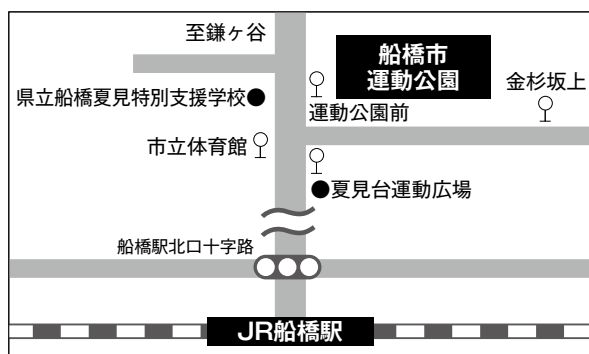 至鎌ヶ谷
船橋市
運動公園
金杉坂上
県立船橋夏見特別支援学校
運動公園前
市立体育館
夏見台運動広場
船橋駅北口十字路
JR船橋駅